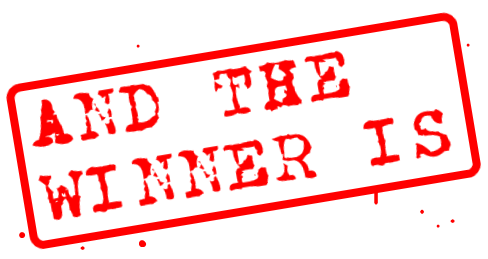 AND THE
WINNER IS